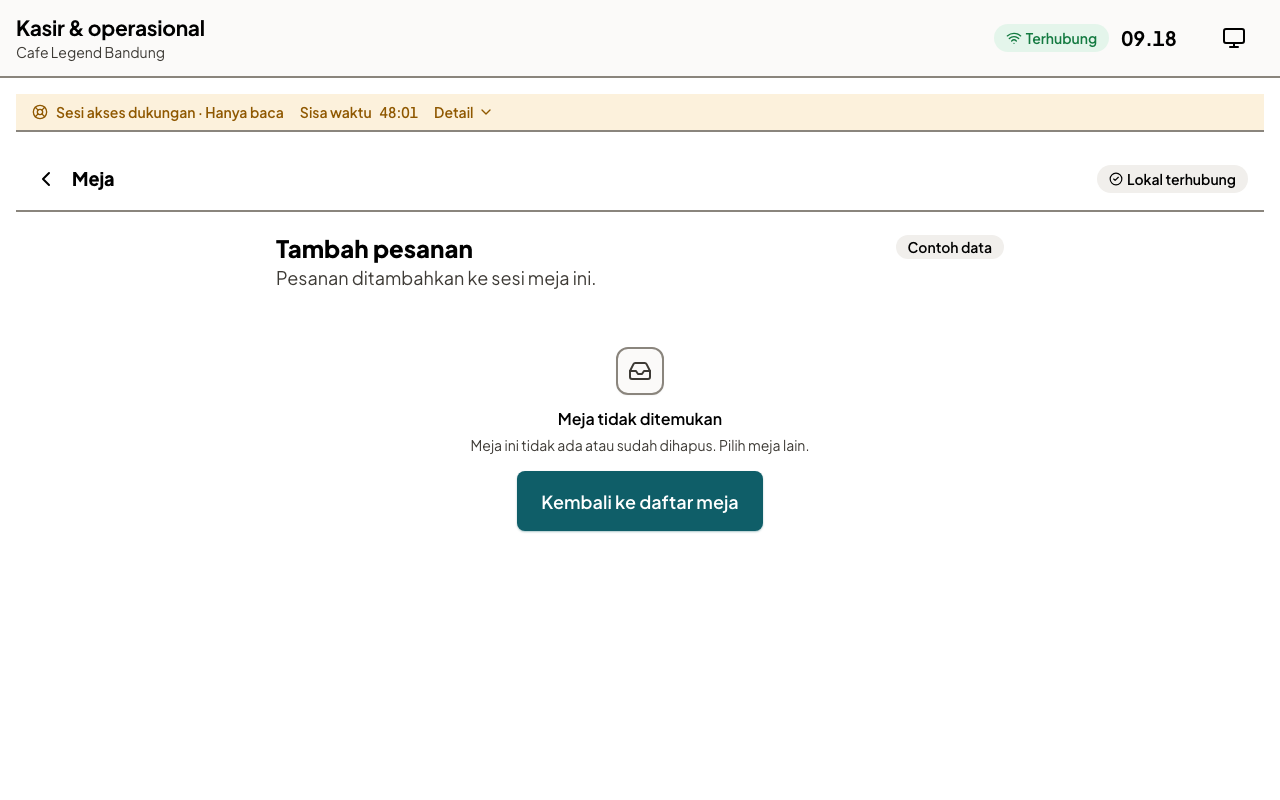 Kasir & operasional
Cafe Legend Bandung
Terhubung
09.18
Sesi akses dukungan · Hanya baca
Sisa waktu 48:01
Detail
Meja
Lokal terhubung
Tambah pesanan
Contoh data
Pesanan ditambahkan ke sesi meja ini.
Meja tidak ditemukan
Meja ini tidak ada atau sudah dihapus. Pilih meja lain.
Kembali ke daftar meja